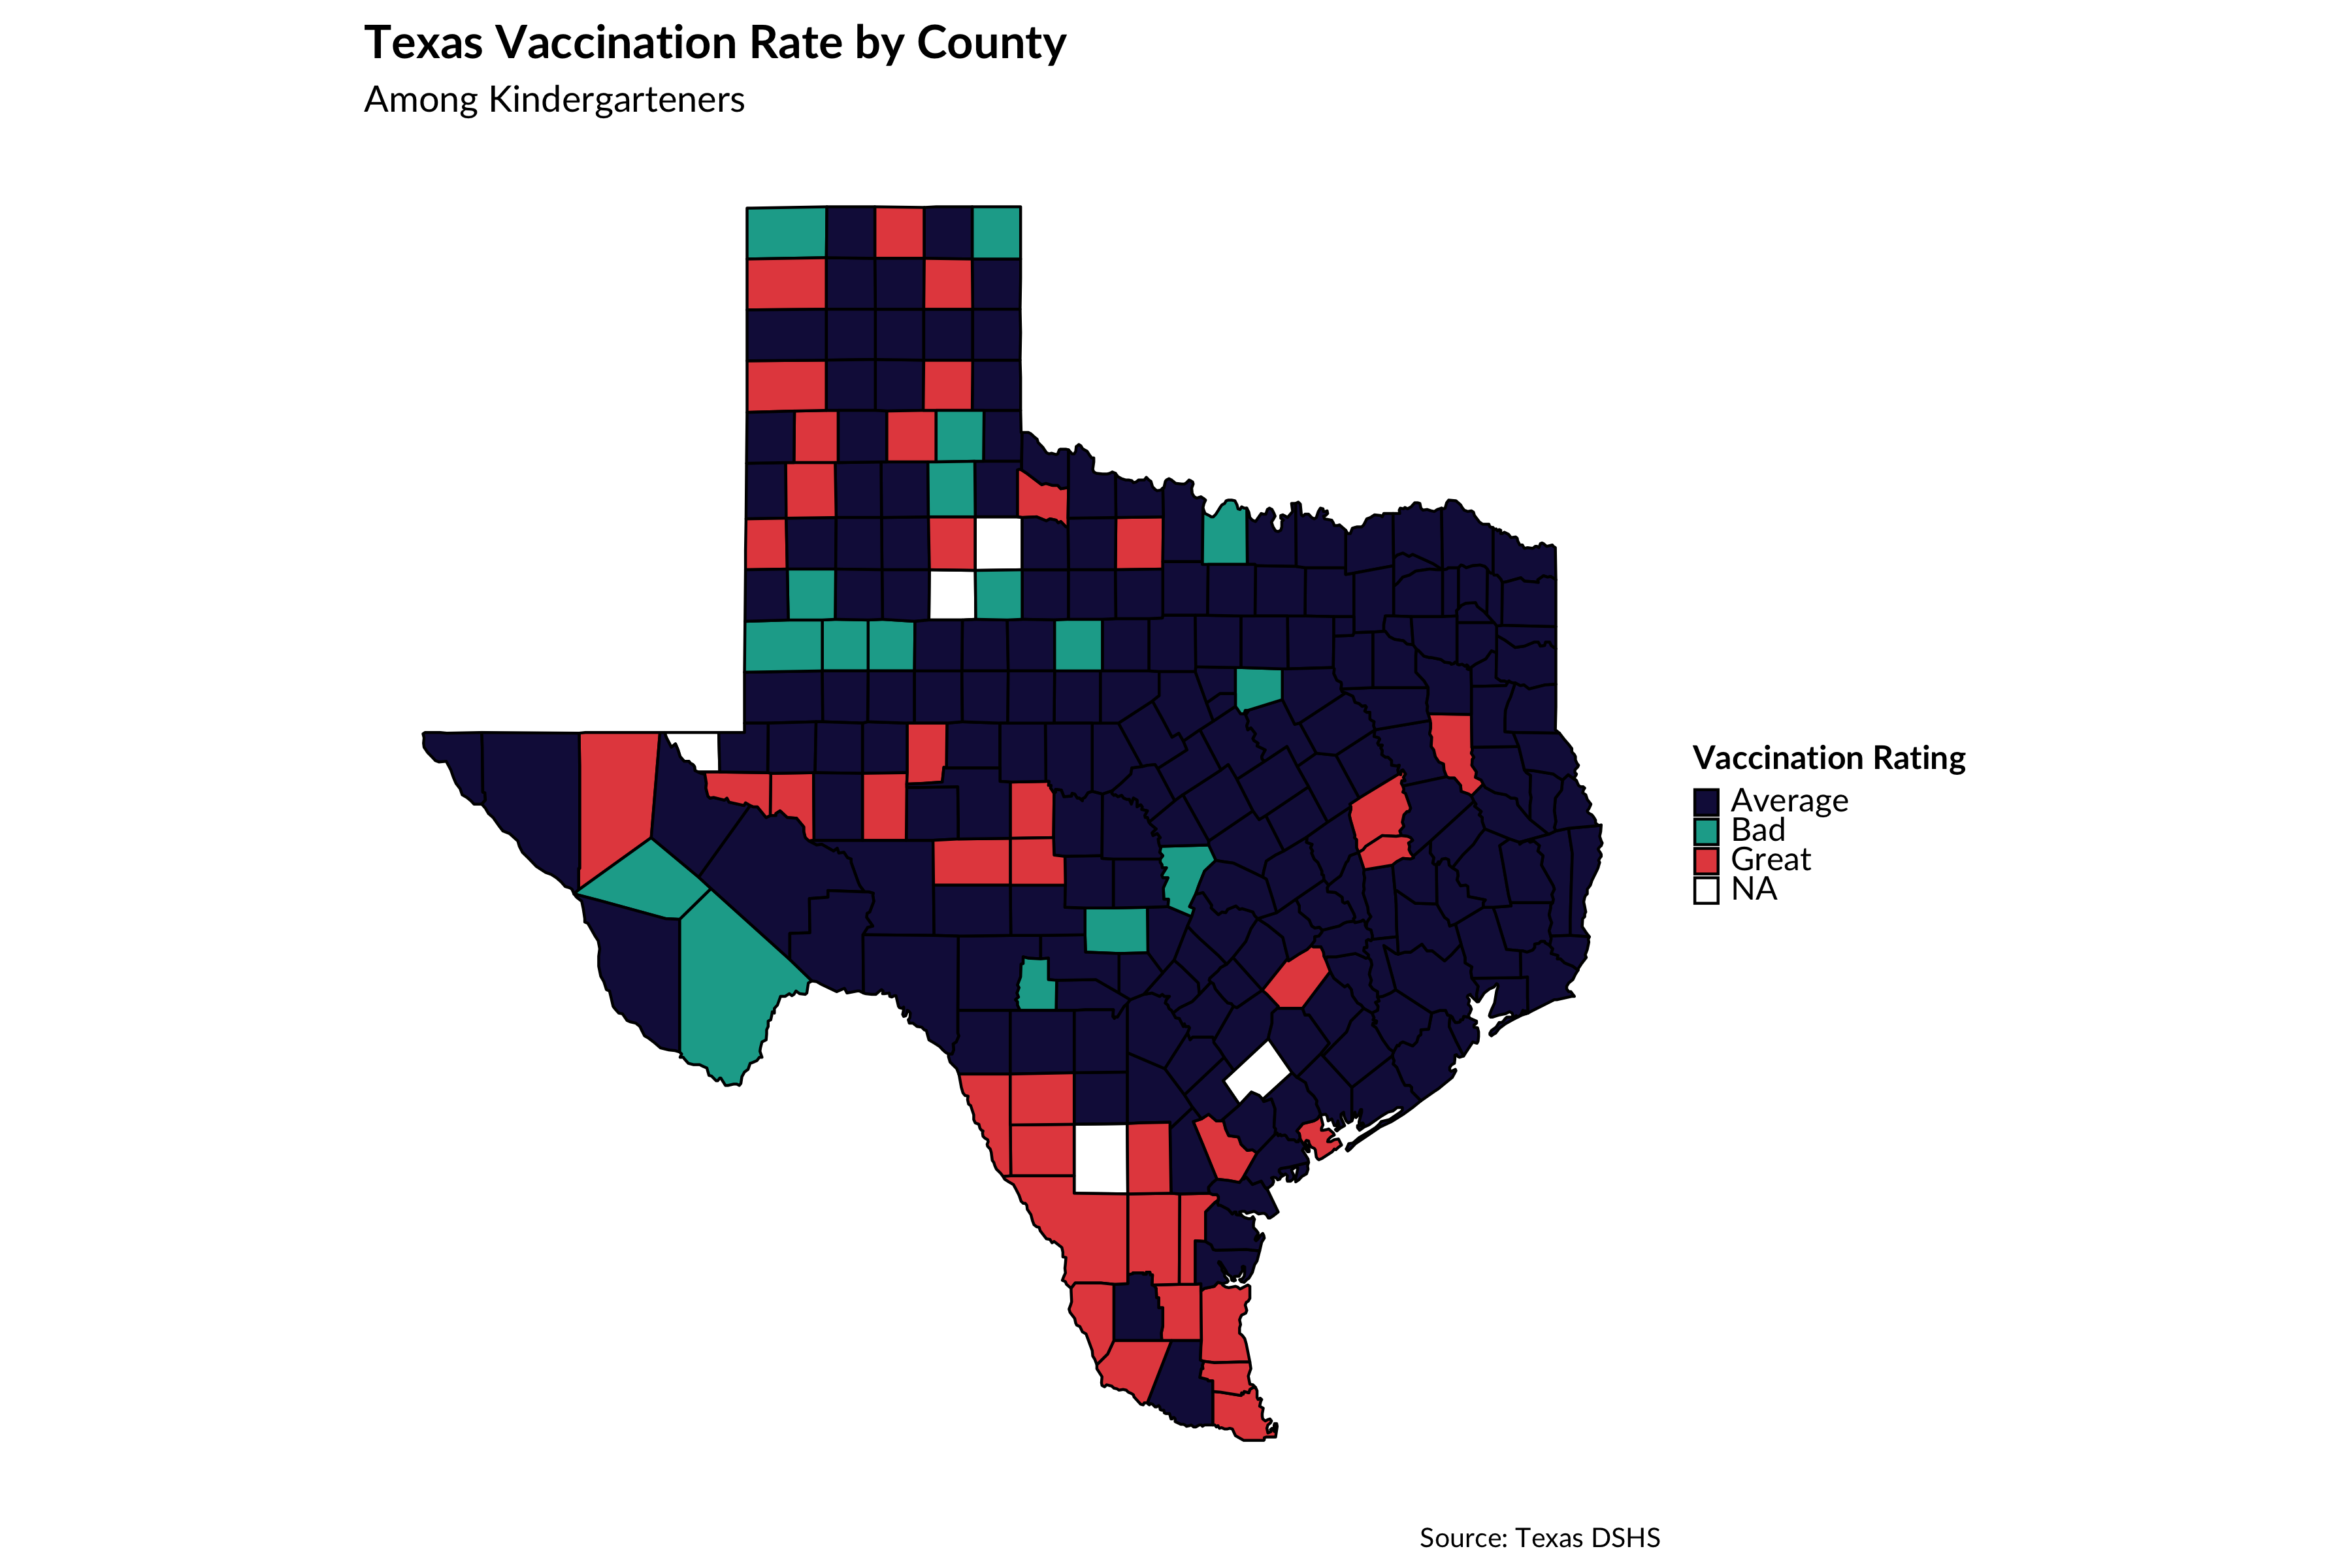 Texas Vaccination Rate by County
Among Kindergarteners
Vaccination Rating
Average
Bad
Great
NA
Source: Texas DSHS